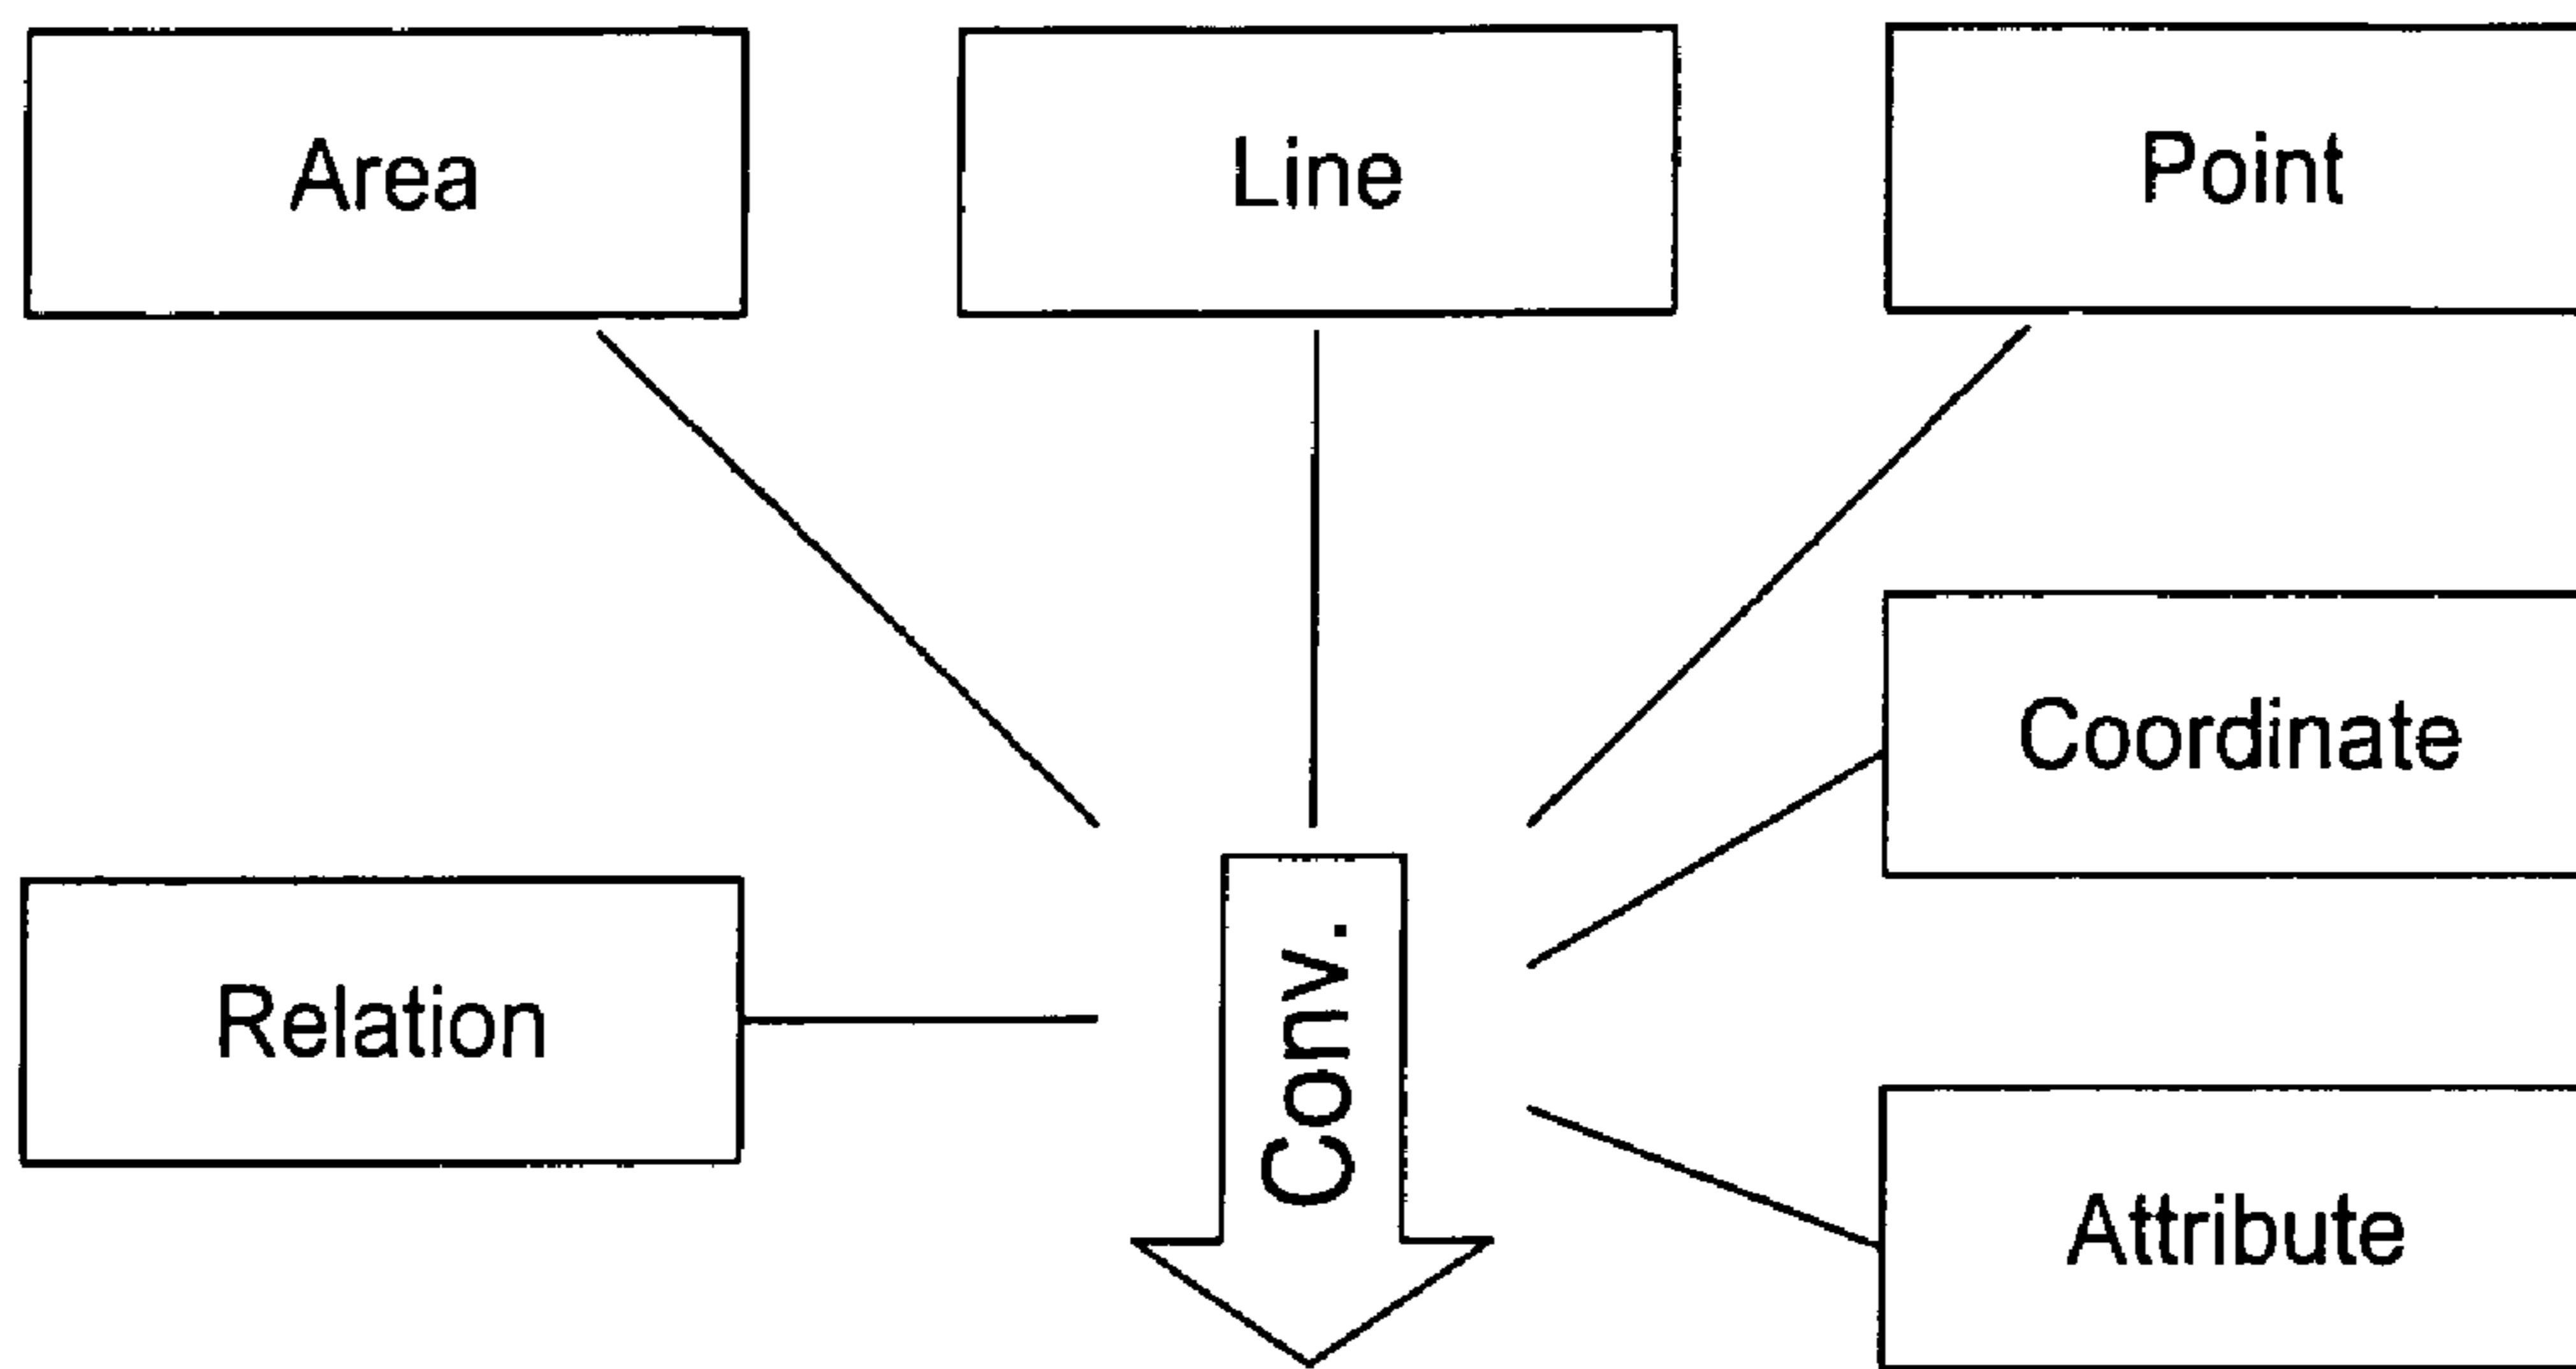 Area
Line
Point
Coordinate
Relation
Conv.
Attribute